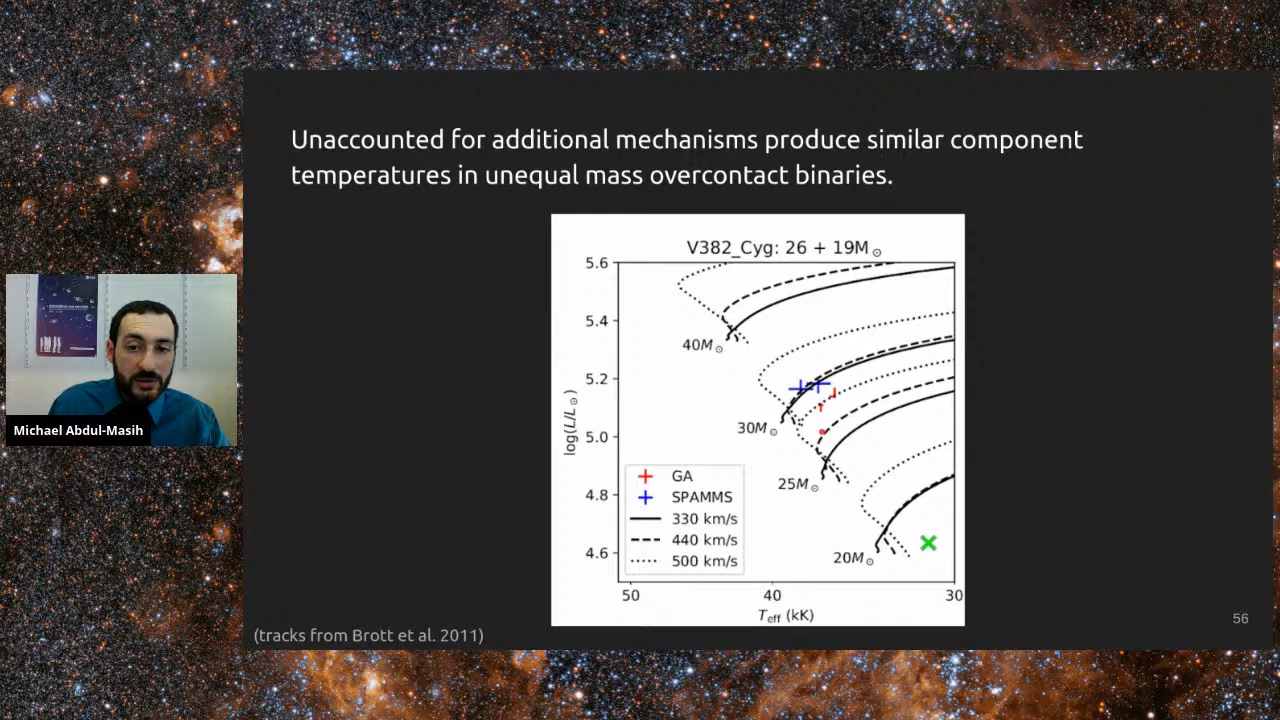 Unaccounted for additional mechanisms produce similar component
temperatures in unequal mass overcontact binaries.
V382_Cyg: 26 + 19M⊙
5.6
5.4
5.2
5.0
4.8
4.6
log(L/L⊙)
40M⊙
30M⊙
25M⊙
20M⊙
GA
SPAMMS
330 km/s
440 km/s
500 km/s
50 40 30
Teff (kK)
Michael Abdul-Masih
(tracks from Brott et al. 2011)
56